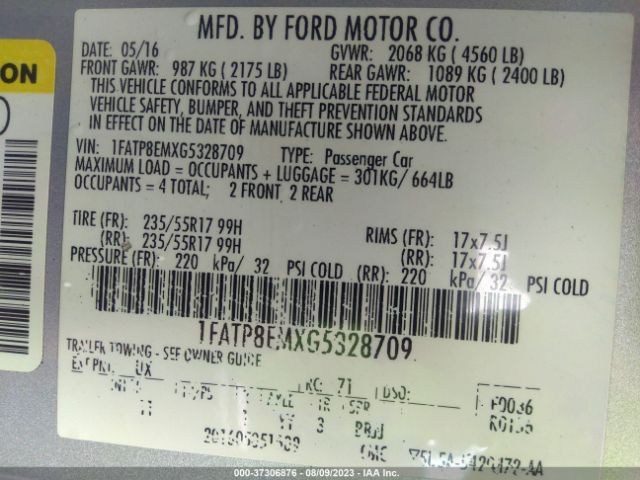 ON
MFD. BY FORD MOTOR CO.
DATE: 05/16 GVWR: 2068 KG ( 4560 LB)
FRONT GAWR: 987 KG ( 2175 LB) REAR GAWR: 1089 KG ( 2400 LB)
THIS VEHICLE CONFORMS TO ALL APPLICABLE FEDERAL MOTOR
VEHICLE SAFETY, BUMPER, AND THEFT PREVENTION STANDARDS
IN EFFECT ON THE DATE OF MANUFACTURE SHOWN ABOVE.
VIN: 1FATP8EMXG5328709 TYPE: Passenger Car
MAXIMUM LOAD = OCCUPANTS + LUGGAGE = 301KG/ 664LB
OCCUPANTS = 4 TOTAL; 2 FRONT, 2 REAR
TIRE (FR): 235/55R17 99H RIMS (FR): 17x7.5J
(RR): 235/55R17 99H (RR): 17x7.5J
PRESSURE (FR): 220 kPa/ 32 PSI COLD (RR): 220 kPa/ 32 PSI COLD
1FATP8EMXG5328709
TRAILER TOWING - SEE OWNER GUIDE
EXT PNT: UX RC: 71 DSO: F0036
3
000-37306876 - 08/09/2023 - IAA Inc.